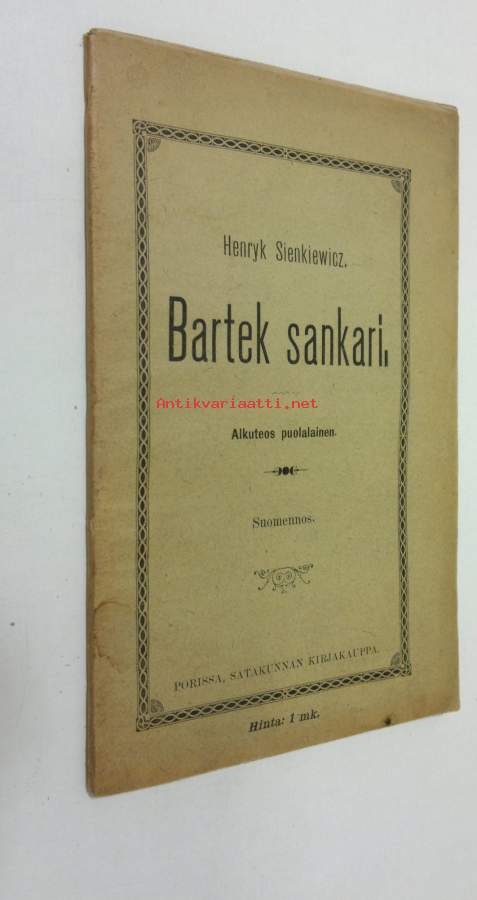 Henryk Sienkiewicz.
Bartek sankari.
Antikvariaatti.net
Alkuteos puolalainen.
Suomennos.
PORISSA, SATAKUNNAN KIRJAKAUPPA.
Hinta: 1 mk.